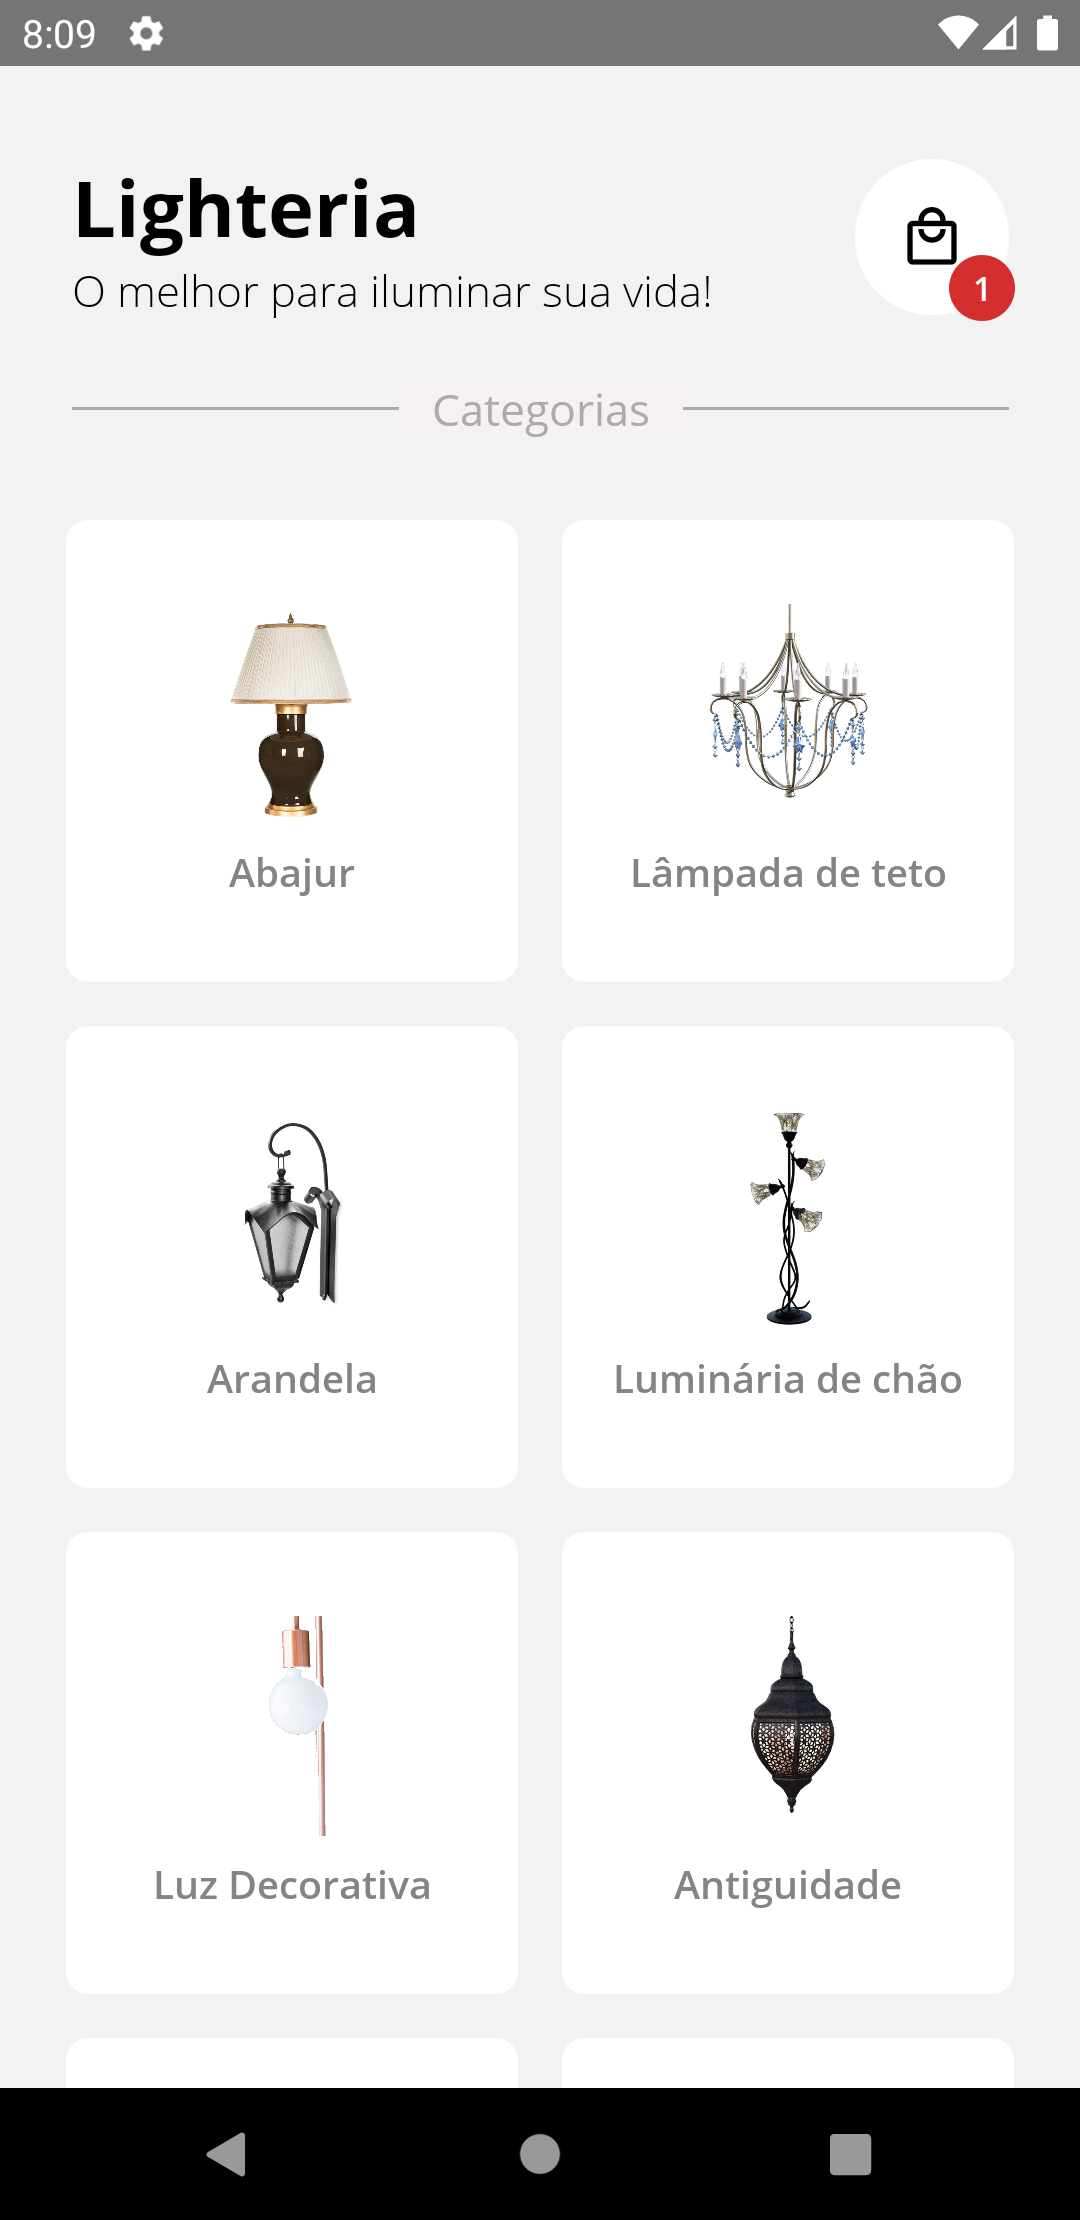 8:09
Lighteria
O melhor para iluminar sua vida!
1
Categorias
Abajur
Lâmpada de teto
Arandela
Luminária de chão
Luz Decorativa
Antiguidade